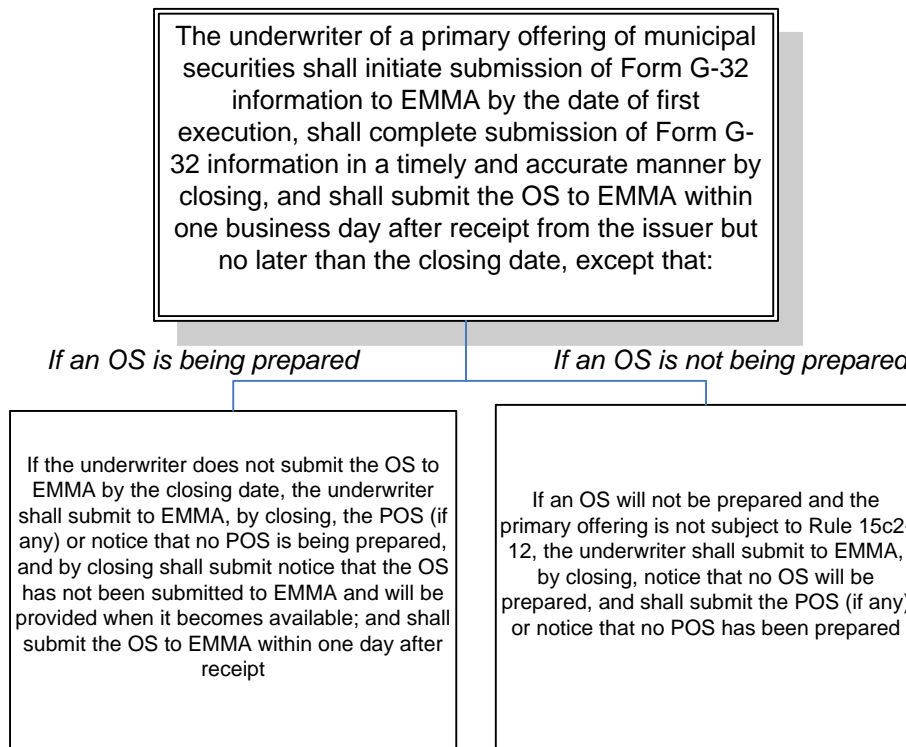 The underwriter of a primary offering of municipal
securities shall initiate submission of Form G-32
information to EMMA by the date of first
execution, shall complete submission of Form G-
32 information in a timely and accurate manner by
closing, and shall submit the OS to EMMA within
one business day after receipt from the issuer but
no later than the closing date, except that:
If an OS is being prepared
If an OS is not being prepared
If the underwriter does not submit the OS to
EMMA by the closing date, the underwriter
shall submit to EMMA, by closing, the POS (if
any) or notice that no POS is being prepared,
and by closing shall submit notice that the OS
has not been submitted to EMMA and will be
provided when it becomes available; and shall
submit the OS to EMMA within one day after
receipt
If an OS will not be prepared and the
primary offering is not subject to Rule 15c2-
12, the underwriter shall submit to EMMA,
by closing, notice that no OS will be
prepared, and shall submit the POS (if any)
or notice that no POS has been prepared